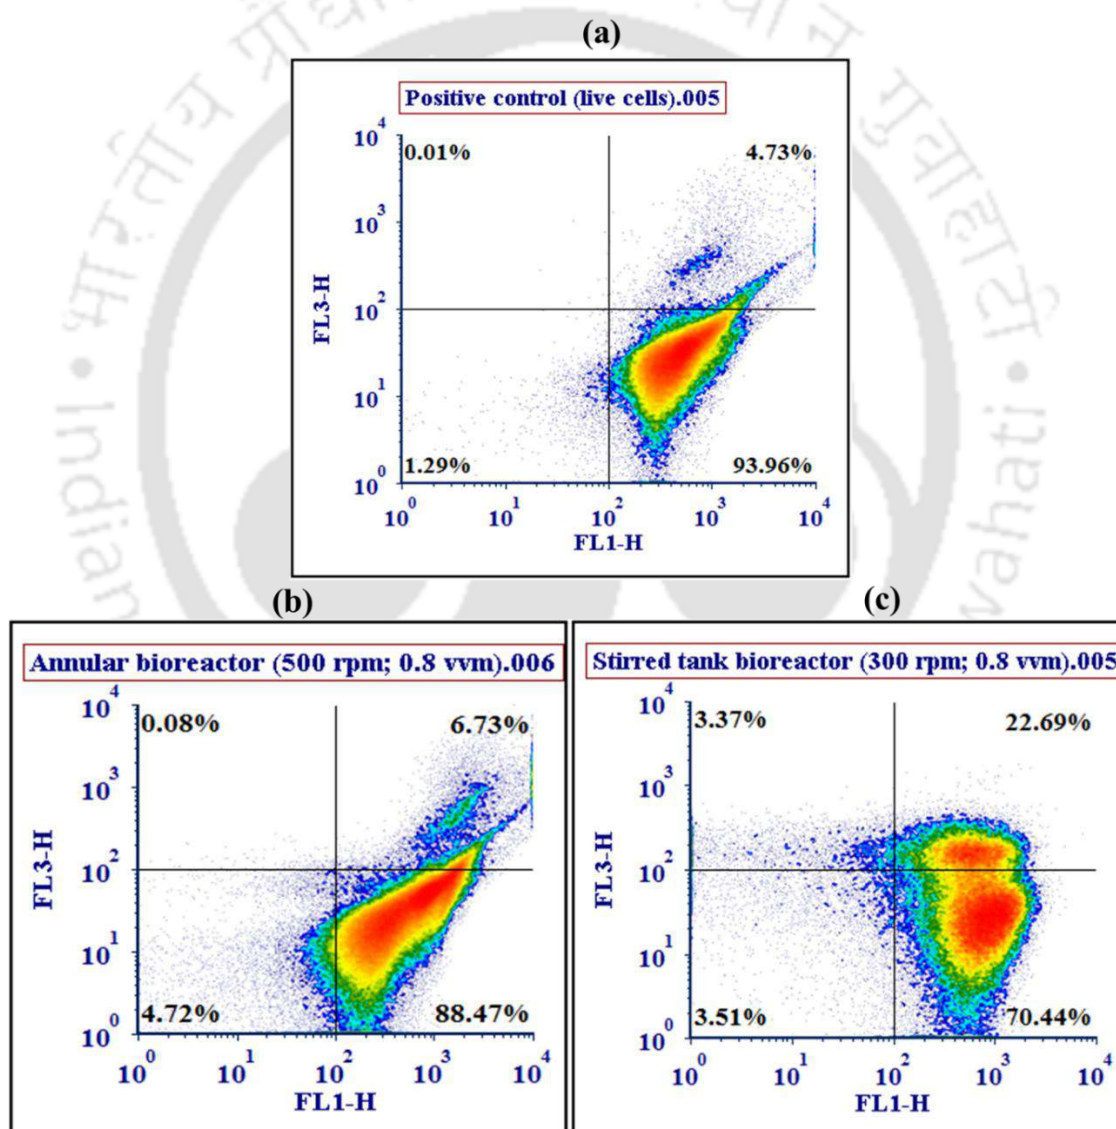 (a)
Positive control (live cells).005
10^4
0.01%
4.73%
10^3
FL3-H
10^2
10^1
1.29%
93.96%
10^0
10^0 10^1 10^2 10^3 10^4
FL1-H
(b)
Annular bioreactor (500 rpm; 0.8 vvm).006
10^4
0.08%
6.73%
10^3
FL3-H
10^2
10^1
4.72%
88.47%
10^0
10^0 10^1 10^2 10^3 10^4
FL1-H
(c)
Stirred tank bioreactor (300 rpm; 0.8 vvm).005
10^4
3.37%
22.69%
10^3
FL3-H
10^2
10^1
3.51%
70.44%
10^0
10^0 10^1 10^2 10^3 10^4
FL1-H
भारतीय
गुवाहाटी
Indian
wahati